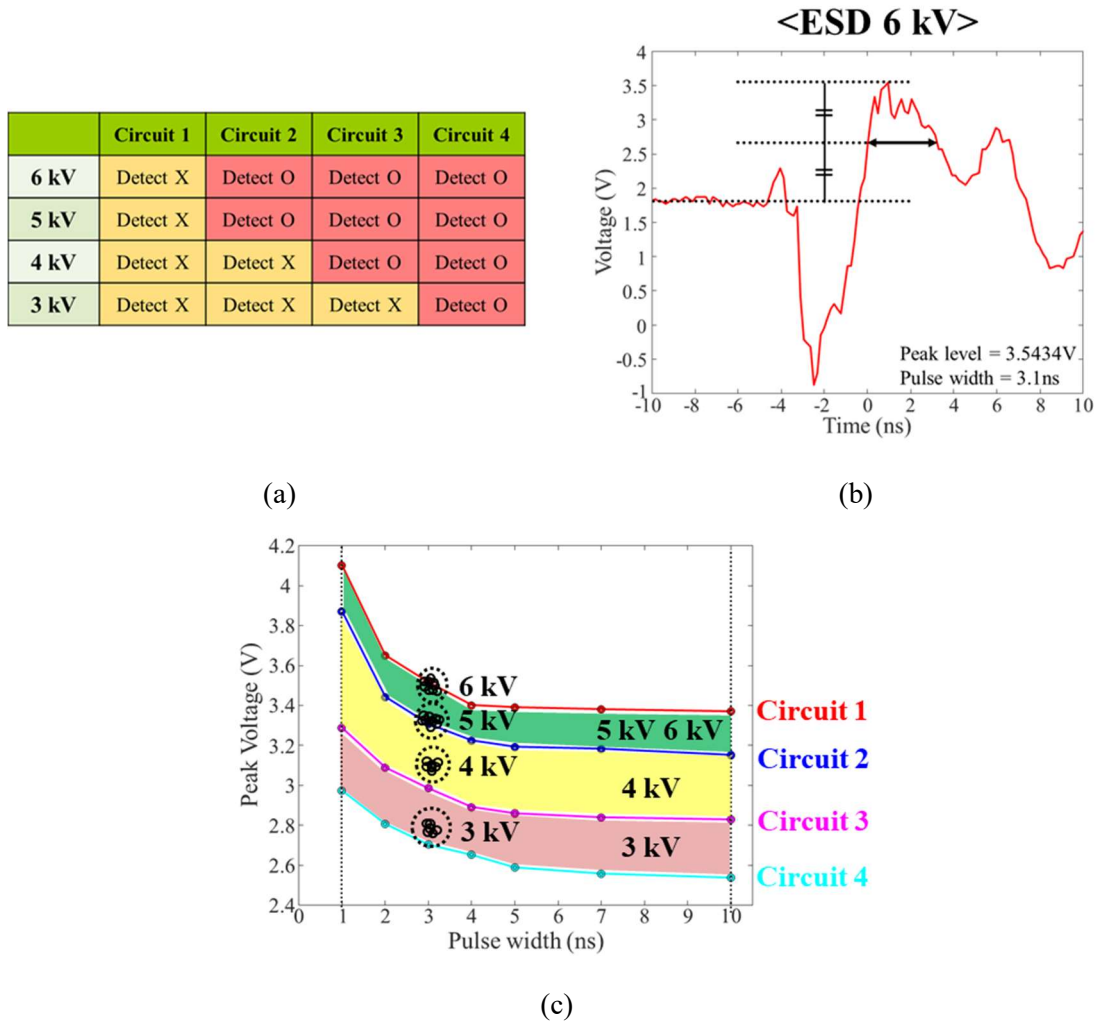 Circuit 1 Circuit 2 Circuit 3 Circuit 4
6 kV Detect X Detect O Detect O Detect O
5 kV Detect X Detect O Detect O Detect O
4 kV Detect X Detect X Detect O Detect O
3 kV Detect X Detect X Detect X Detect O
(a)
<ESD 6 kV>
Voltage (V)
4
3.5
3
2.5
2
1.5
1
0.5
0
-0.5
-1
Peak level = 3.5434V
Pulse width = 3.1ns
-10 -8 -6 -4 -2 0 2 4 6 8 10
Time (ns)
(b)
Peak Voltage (V)
4.2
4
3.8
3.6
3.4
3.2
3
2.8
2.6
2.4
6 kV
5 kV
5 kV 6 kV
4 kV
4 kV
3 kV
3 kV
Circuit 1
Circuit 2
Circuit 3
Circuit 4
0 1 2 3 4 5 6 7 8 9 10
Pulse width (ns)
(c)